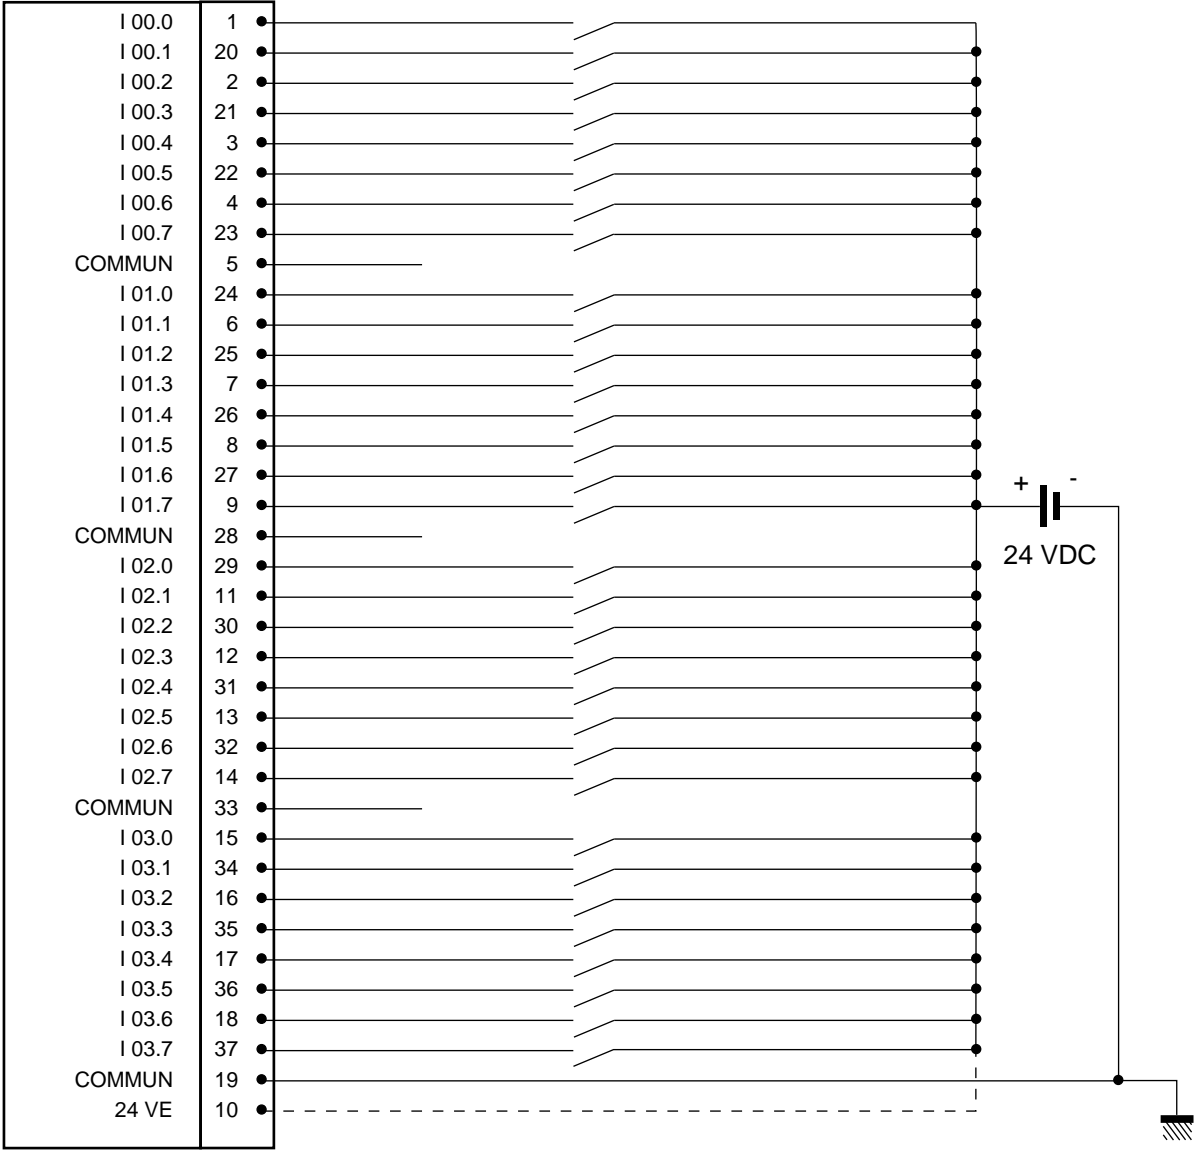 I 00.0 1
I 00.1 20
I 00.2 2
I 00.3 21
I 00.4 3
I 00.5 22
I 00.6 4
I 00.7 23
COMMUN 5
I 01.0 24
I 01.1 6
I 01.2 25
I 01.3 7
I 01.4 26
I 01.5 8
I 01.6 27
I 01.7 9
+ -
24 VDC
COMMUN 28
I 02.0 29
I 02.1 11
I 02.2 30
I 02.3 12
I 02.4 31
I 02.5 13
I 02.6 32
I 02.7 14
COMMUN 33
I 03.0 15
I 03.1 34
I 03.2 16
I 03.3 35
I 03.4 17
I 03.5 36
I 03.6 18
I 03.7 37
COMMUN 19
24 VE 10